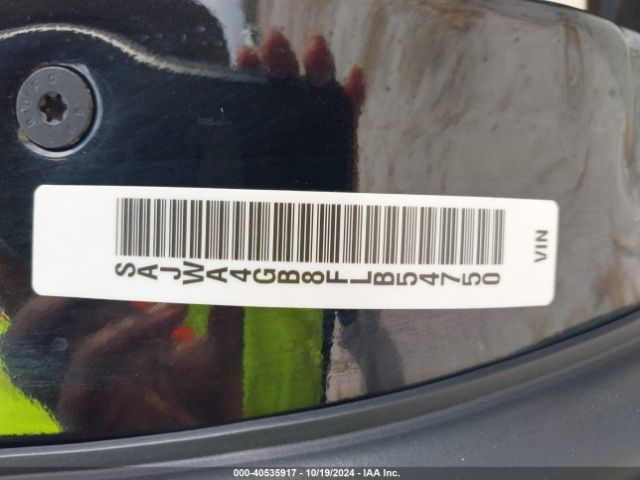 SAJWA4GB8FLB54750
VIN
000-40535917 - 10/19/2024 - IAA Inc.